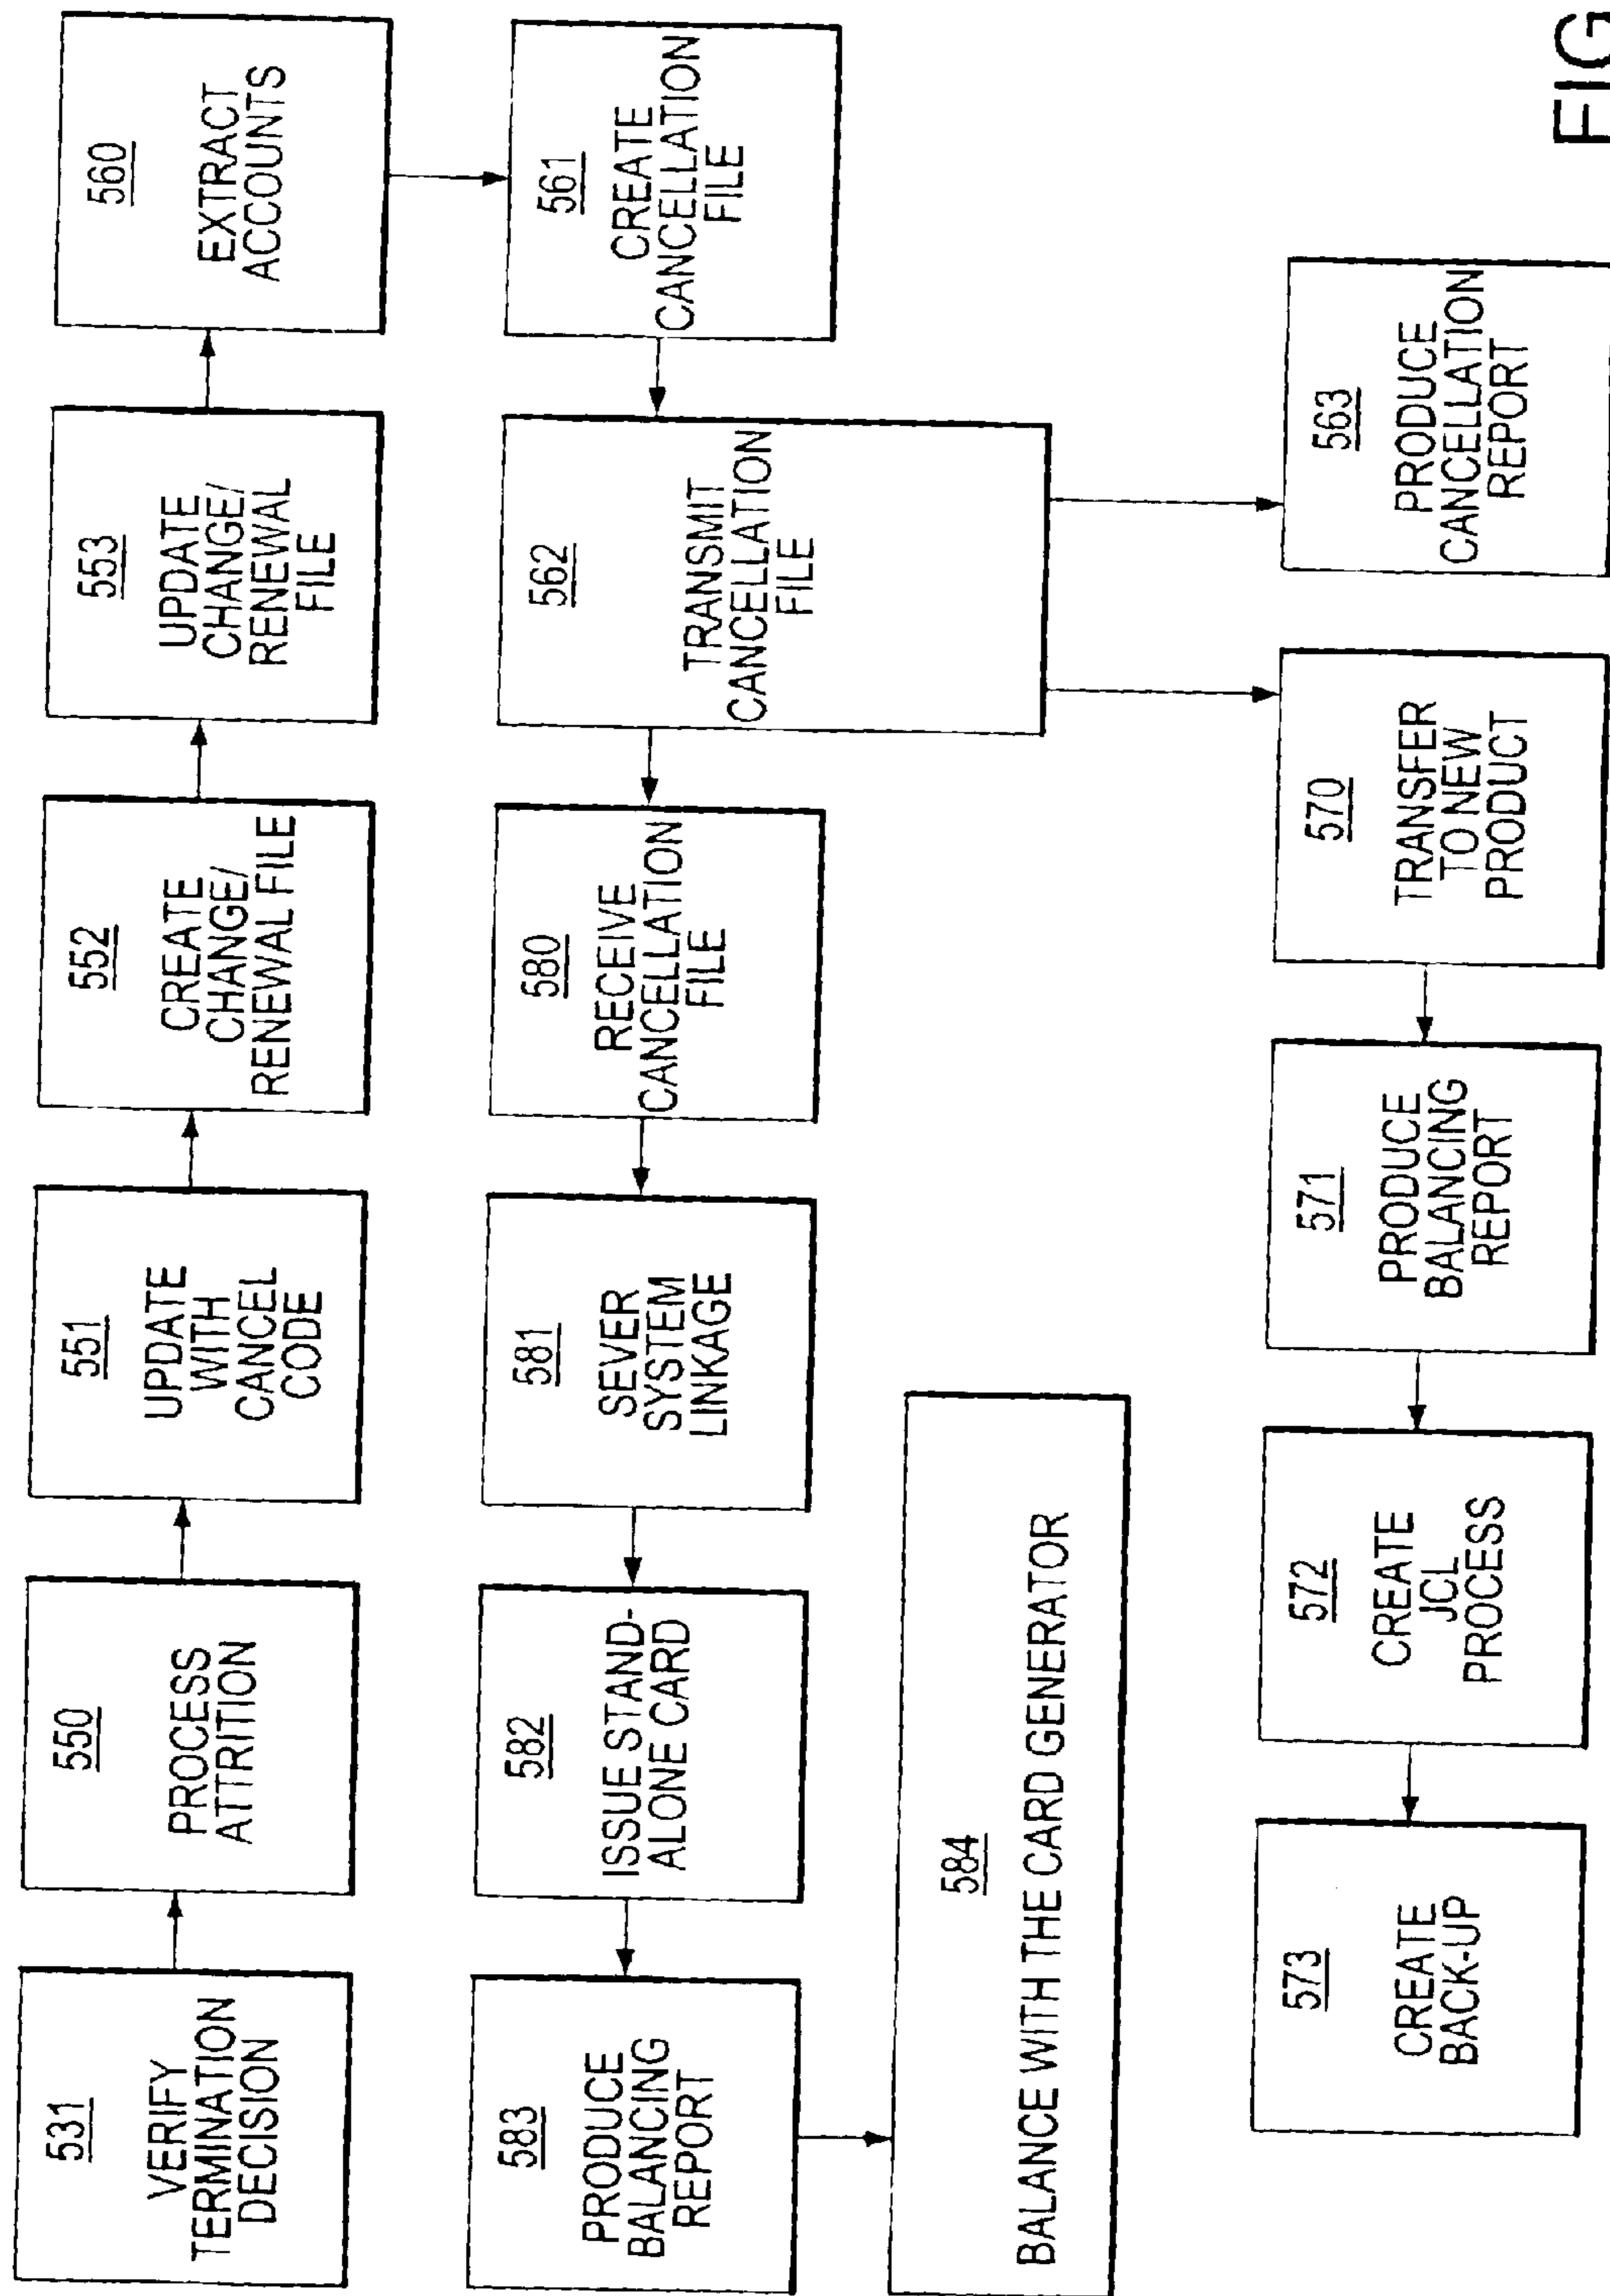 531
VERIFY
TERMINATION
DECISION
550
PROCESS
ATTRITION
551
UPDATE
WITH
CANCEL
CODE
552
CREATE
CHANGE/
RENEWAL FILE
553
UPDATE
CHANGE/
RENEWAL
FILE
560
EXTRACT
ACCOUNTS
561
CREATE
CANCELLATION
FILE
562
TRANSMIT
CANCELLATION
FILE
580
RECEIVE
CANCELLATION
FILE
581
SEVER
SYSTEM
LINKAGE
582
ISSUE STAND-
ALONE CARD
583
PRODUCE
BALANCING
REPORT
584
BALANCE WITH THE CARD GENERATOR
563
PRODUCE
CANCELLATION
REPORT
570
TRANSFER
TO NEW
PRODUCT
571
PRODUCE
BALANCING
REPORT
572
CREATE
JCL
PROCESS
573
CREATE
BACK-UP
FIG